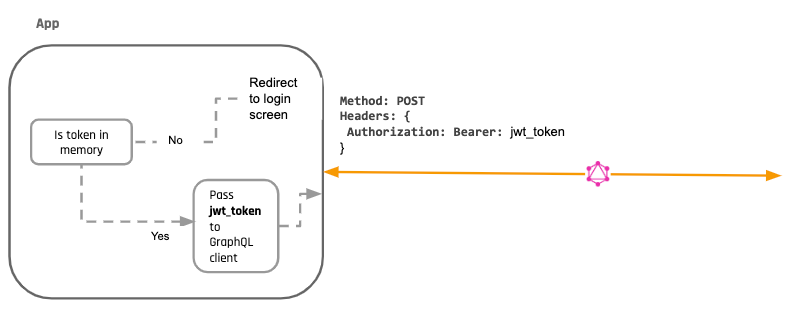 App
Redirect
to login
screen
Is token in
memory
No
Yes
Pass
jwt_token
to
GraphQL
client
Method: POST
Headers: {
Authorization: Bearer: jwt_token
}